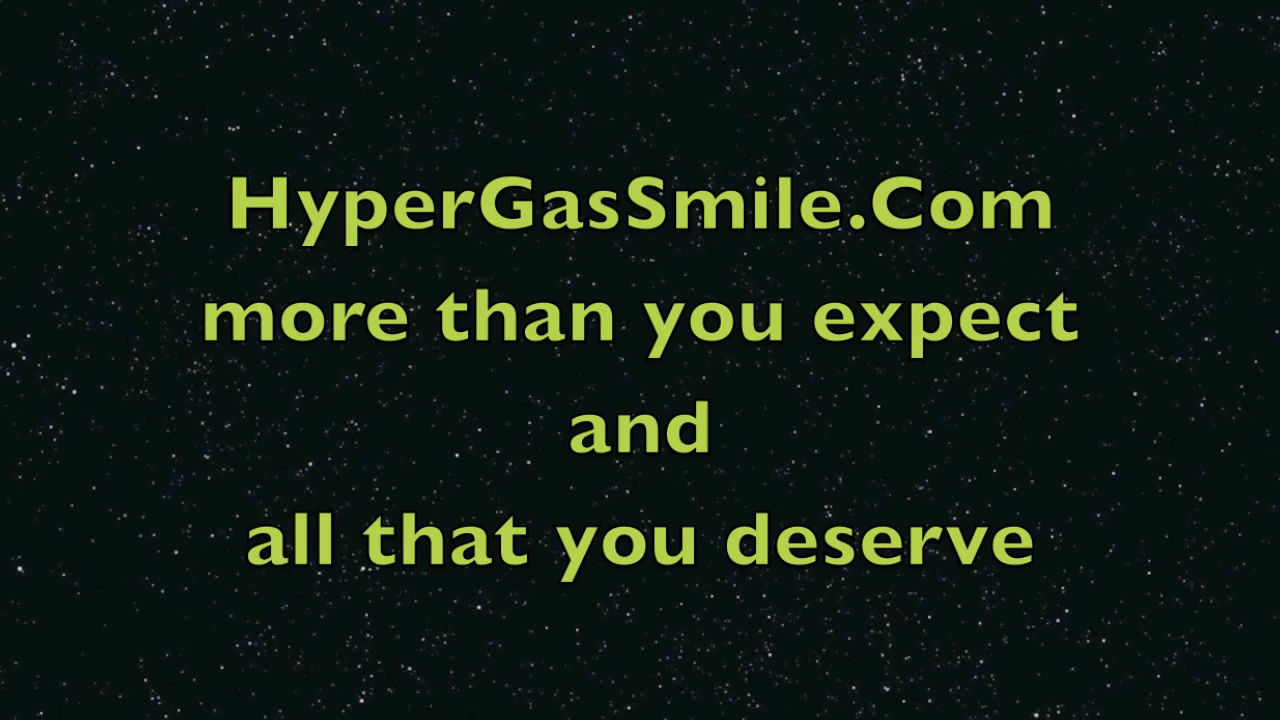 HyperGasSmile.Com
more than you expect
and
all that you deserve